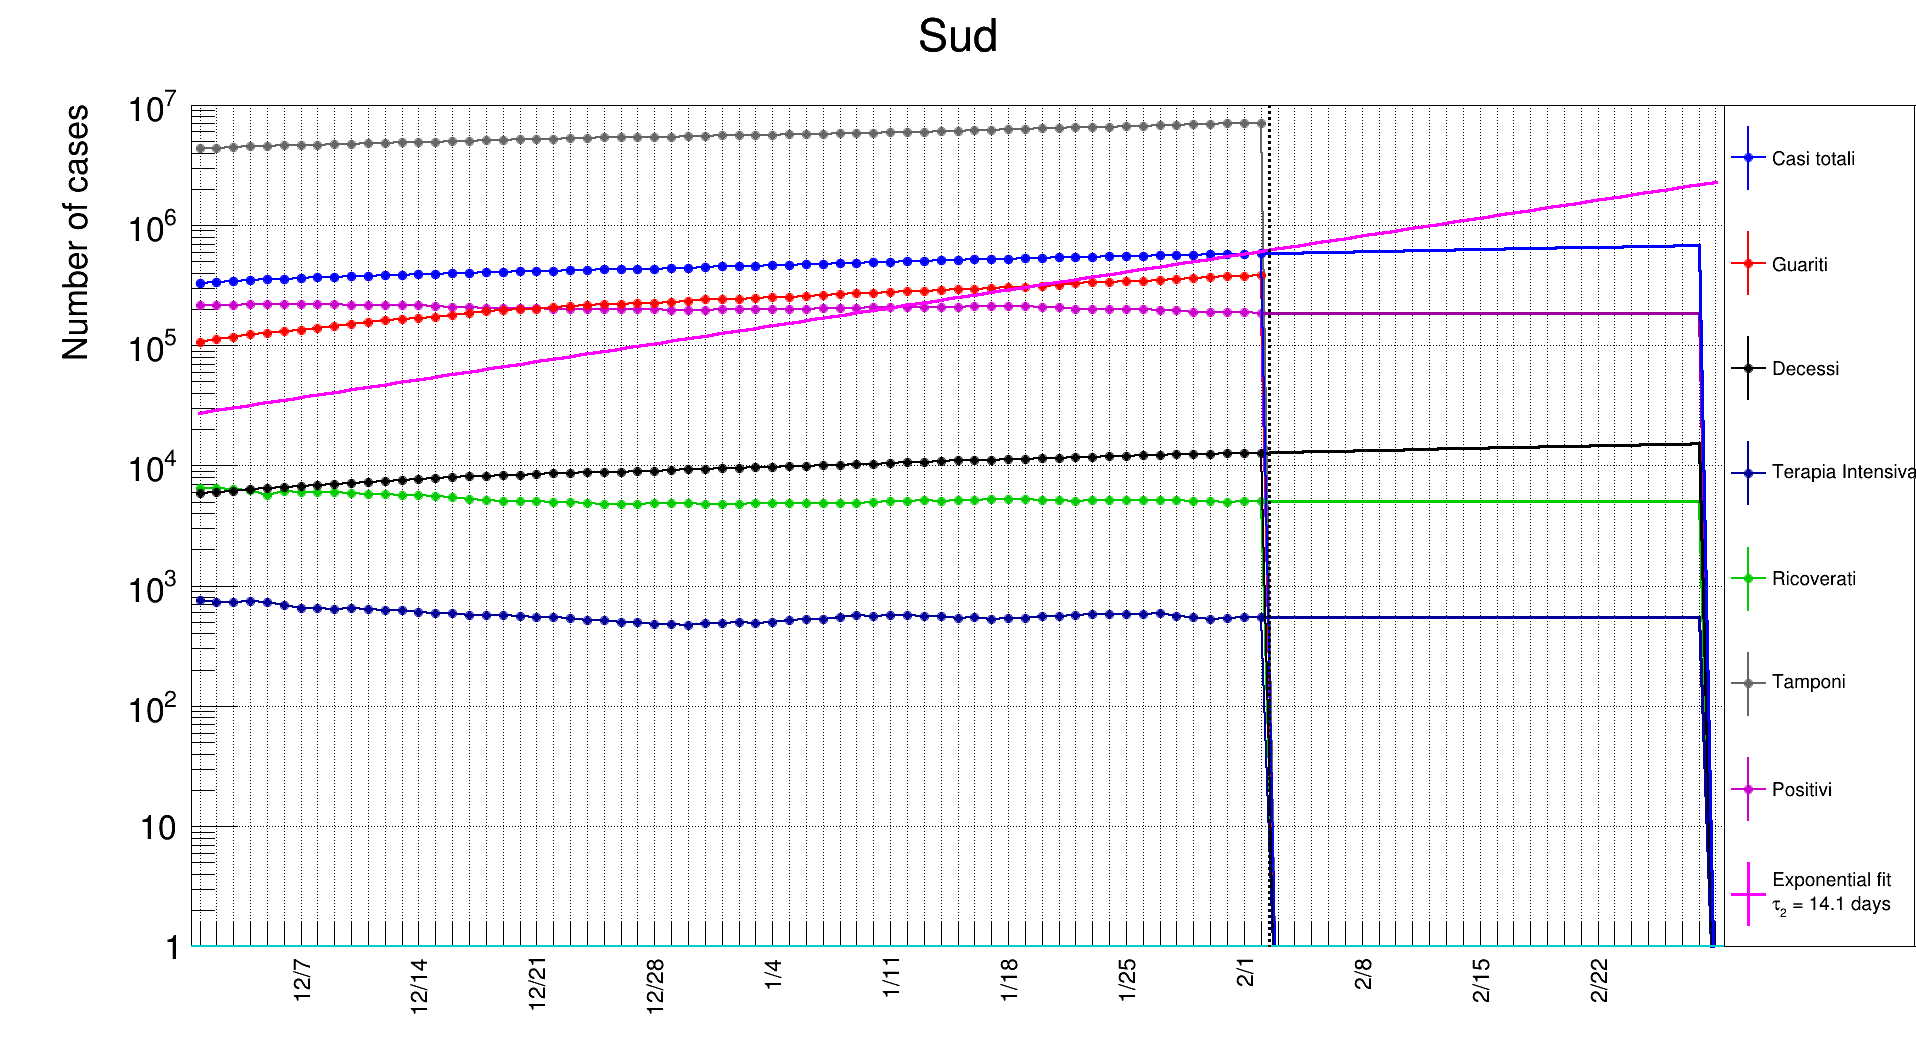 Sud
Number of cases
10^7
10^6
10^5
10^4
10^3
10^2
10
1
12/7
12/14
12/21
12/28
1/4
1/11
1/18
1/25
2/1
2/8
2/15
2/22
Casi totali
Guariti
Decessi
Terapia Intensiva
Ricoverati
Tamponi
Positivi
Exponential fit
τ_2 = 14.1 days